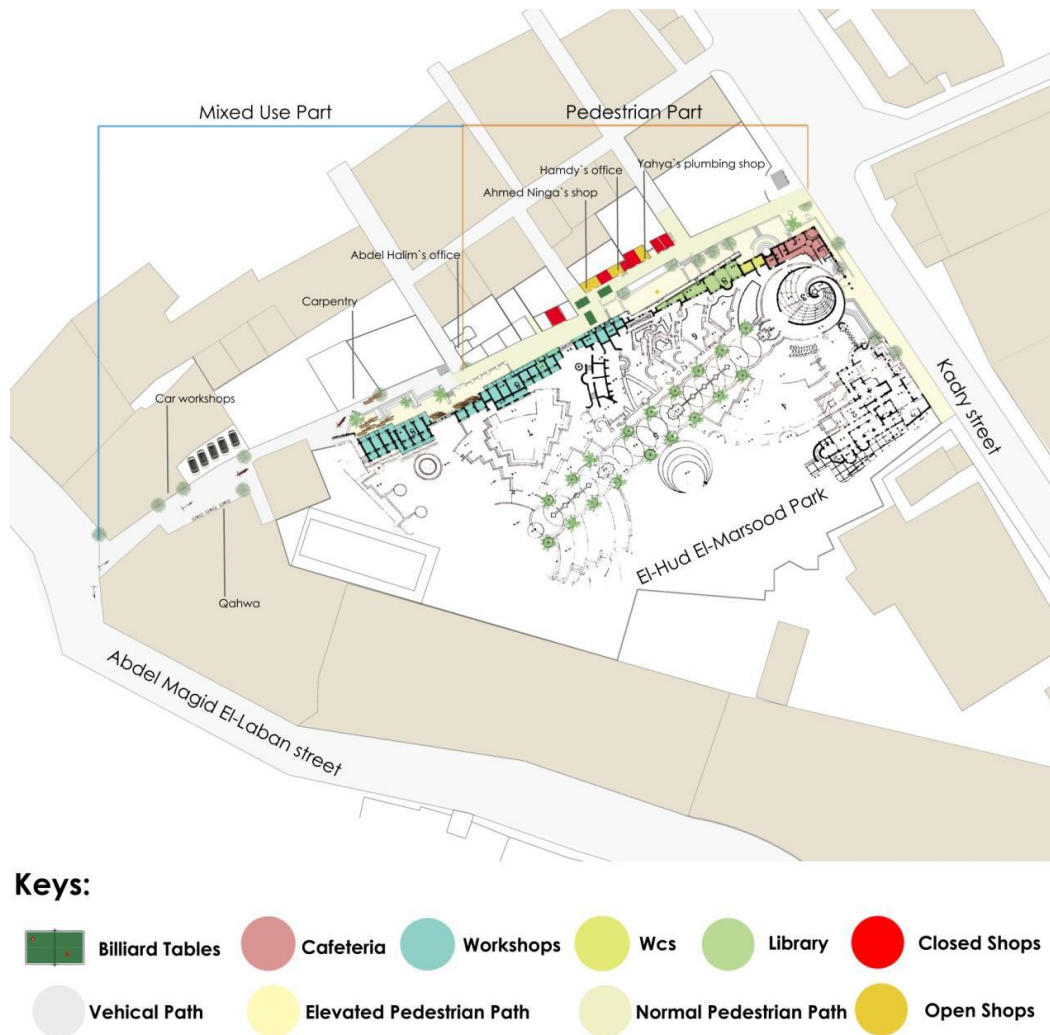 Mixed Use Part
Pedestrian Part
Hamdy`s office
Yahya`s plumbing shop
Ahmed Ninga`s shop
Abdel Halim`s office
Carpentry
Car workshops
Qahwa
Kadry street
El-Hud El-Marsood Park
Abdel Magid El-Laban street
Keys:
Billiard Tables
Cafeteria
Workshops
Wcs
Library
Closed Shops
Vehical Path
Elevated Pedestrian Path
Normal Pedestrian Path
Open Shops